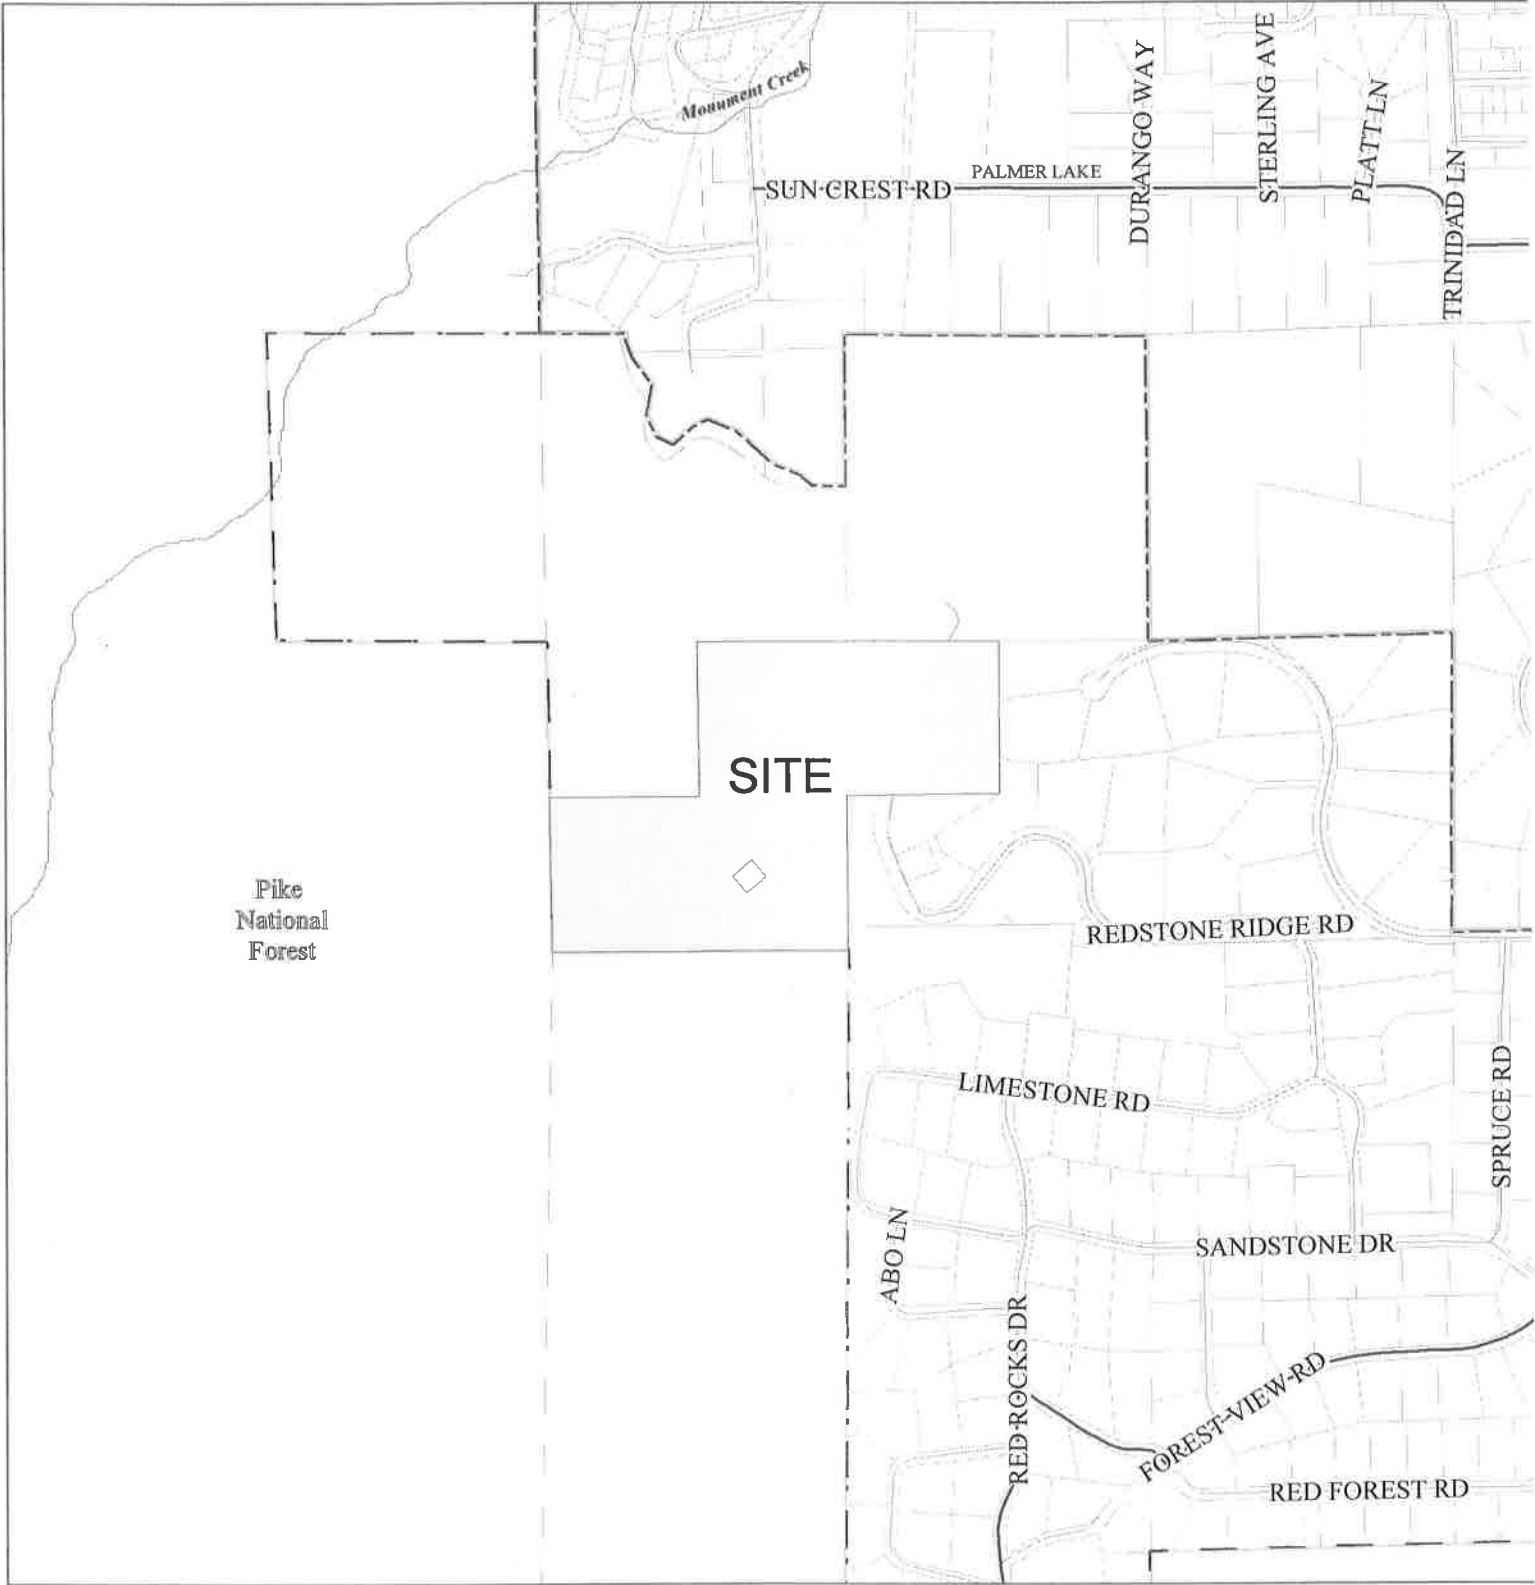 Monument Creek
DURANGO WAY
STERLING AVE
PLATT LN
TRINIDAD LN
PALMER LAKE
SUN CREST RD
SITE
Pike
National
Forest
REDSTONE RIDGE RD
LIMESTONE RD
SPRUCE RD
ABO LN
SANDSTONE DR
RED ROCKS DR
FOREST VIEW RD
RED FOREST RD